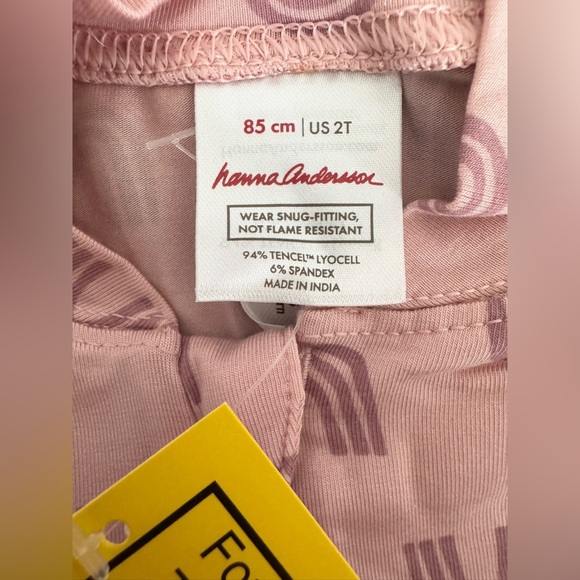 85 cm | US 2T
hanna Andersson
WEAR SNUG-FITTING,
NOT FLAME RESISTANT
94% TENCEL™ LYOCELL
6% SPANDEX
MADE IN INDIA